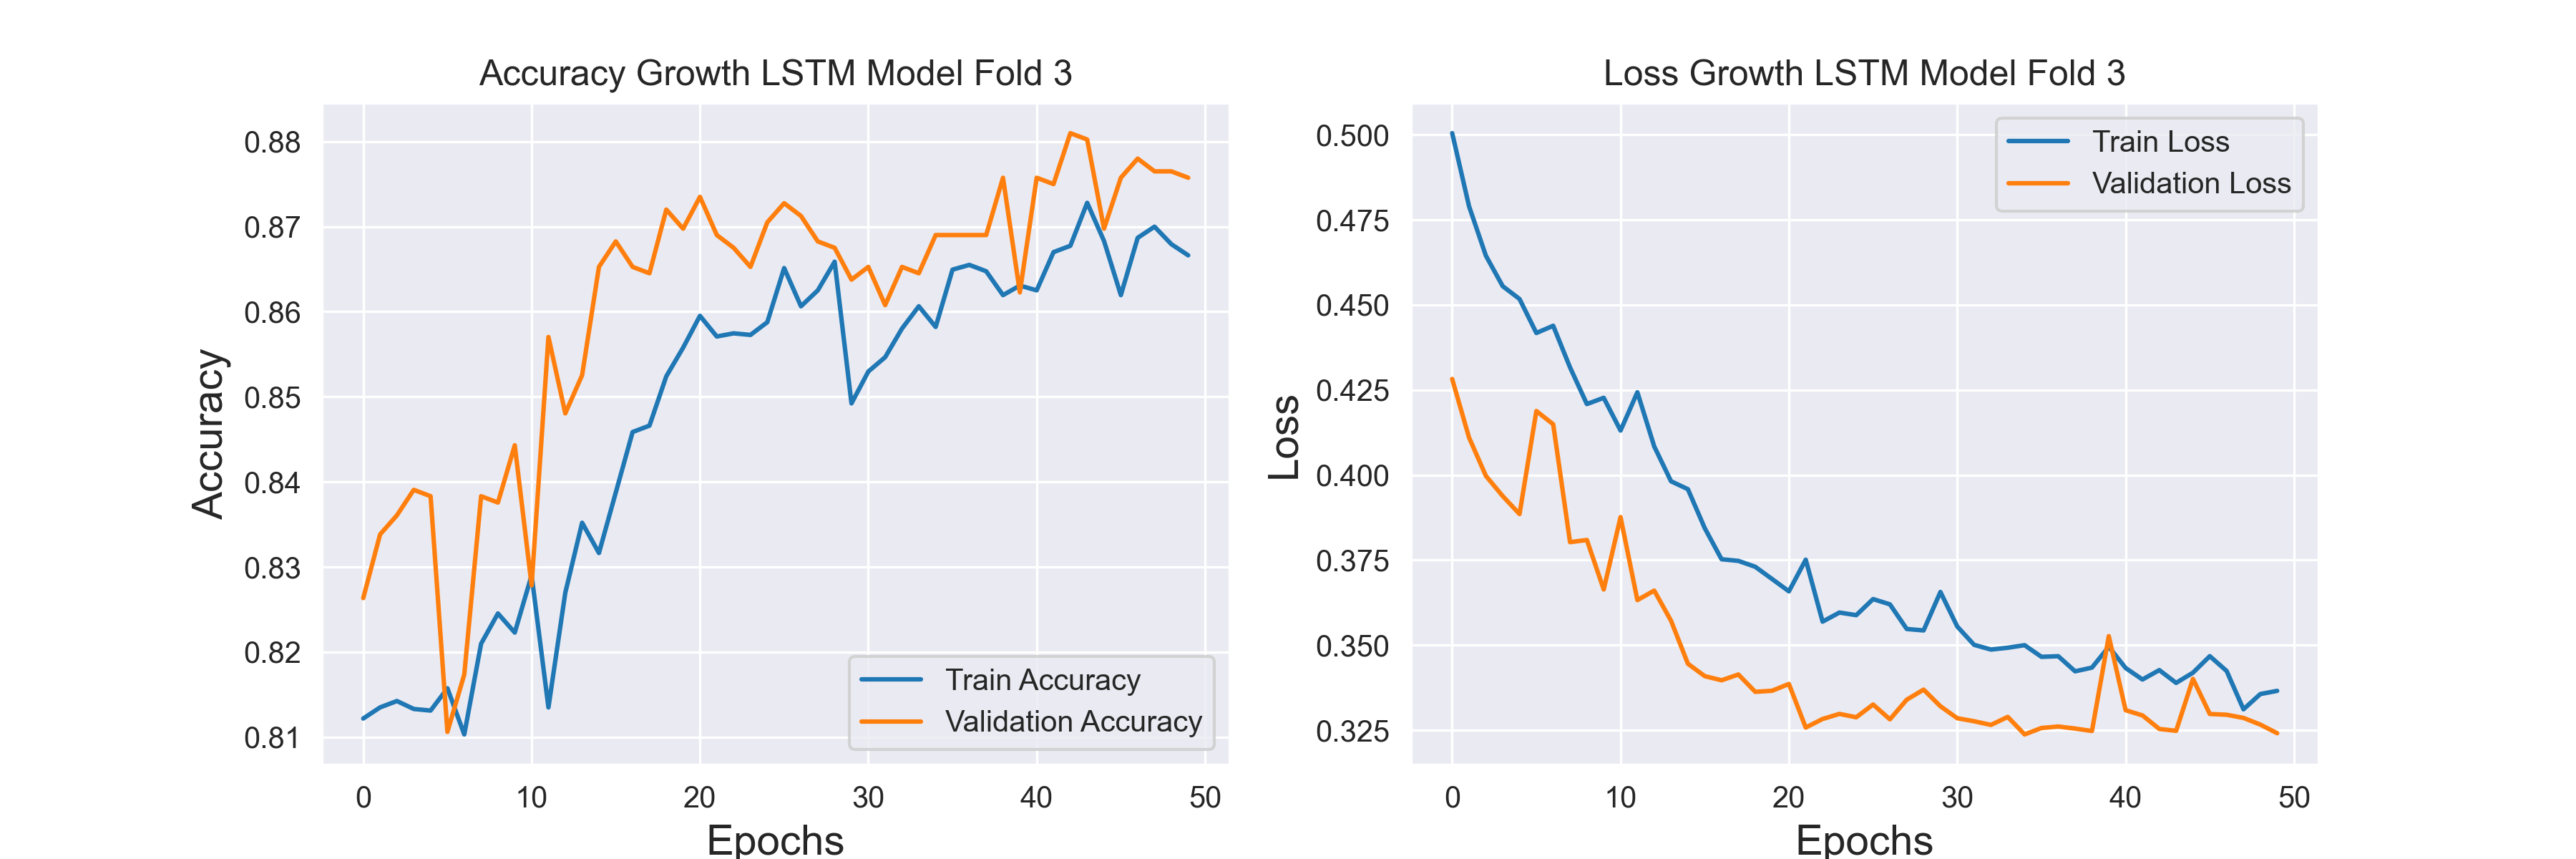 Accuracy Growth LSTM Model Fold 3
0.88
0.87
0.86
0.85
0.84
0.83
0.82
0.81
Accuracy
Train Accuracy
Validation Accuracy
0 10 20 30 40 50
Epochs
Loss Growth LSTM Model Fold 3
0.500
0.475
0.450
0.425
0.400
0.375
0.350
0.325
Loss
Train Loss
Validation Loss
0 10 20 30 40 50
Epochs